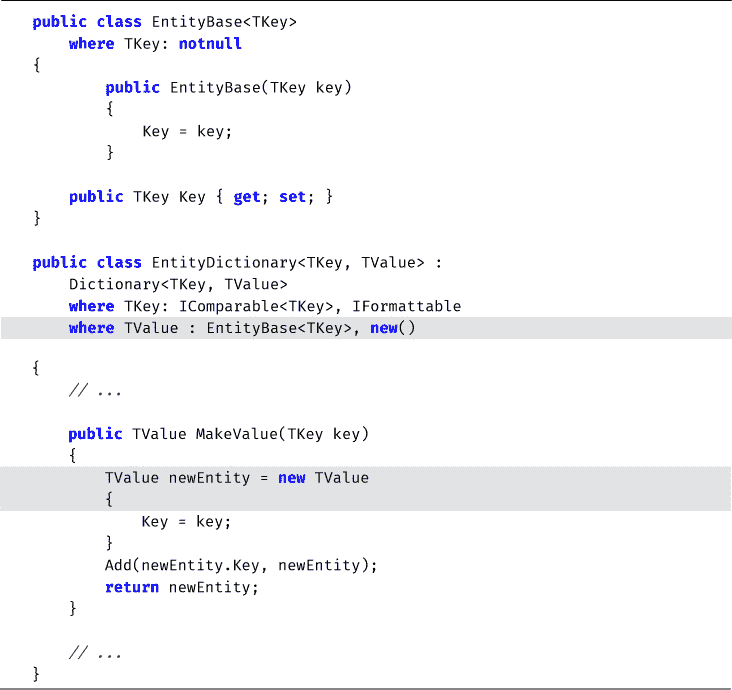 public class EntityBase<TKey>
where TKey: notnull
{
public EntityBase(TKey key)
{
Key = key;
}
public TKey Key { get; set; }
}
public class EntityDictionary<TKey, TValue> :
Dictionary<TKey, TValue>
where TKey: IComparable<TKey>, IFormattable
where TValue : EntityBase<TKey>, new()
{
// ...
public TValue MakeValue(TKey key)
{
TValue newEntity = new TValue
{
Key = key;
}
Add(newEntity.Key, newEntity);
return newEntity;
}
// ...
}